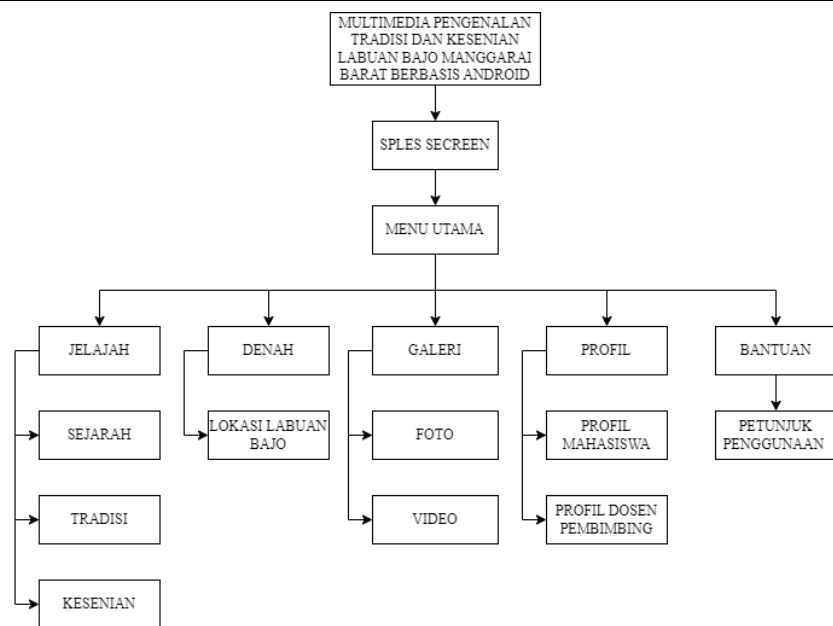 MULTIMEDIA PENGENALAN
TRADISI DAN KESENIAN
LABUAN BAJO MANGGARAI
BARAT BERBASIS ANDROID
SPLES SECREEN
MENU UTAMA
JELAJAH
DENAH
GALERI
PROFIL
BANTUAN
SEJARAH
LOKASI LABUAN
BAJO
FOTO
PROFIL
MAHASISWA
PETUNJUK
PENGGUNAAN
TRADISI
VIDEO
PROFIL DOSEN
PEMBIMBING
KESENIAN